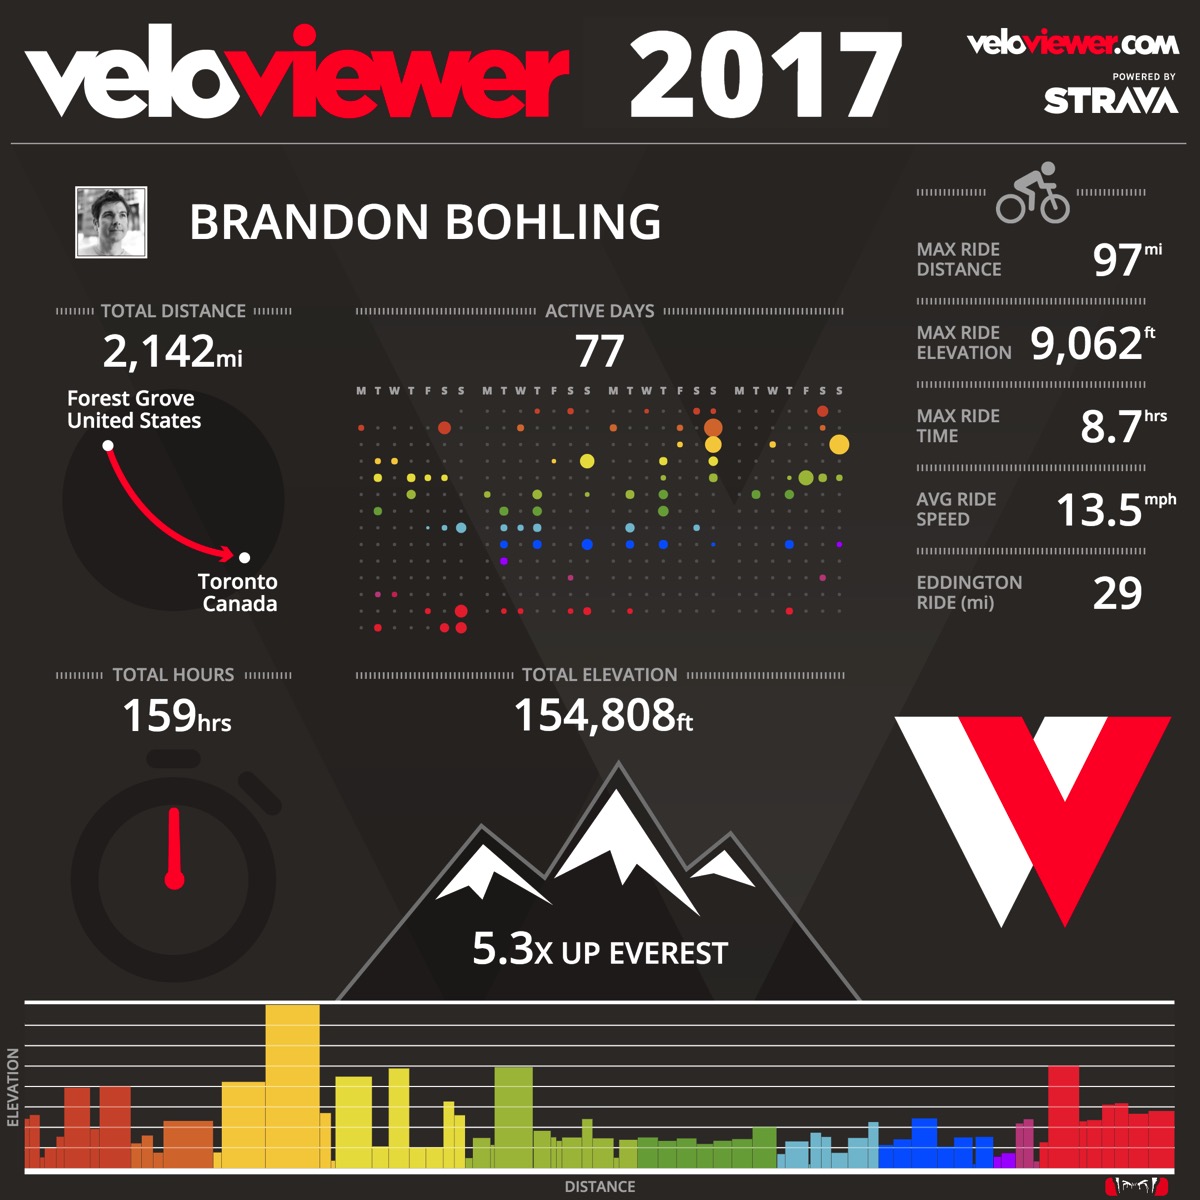 veloviewer 2017
veloviewer.com
POWERED BY
STRAVA
BRANDON BOHLING
TOTAL DISTANCE
2,142mi
Forest Grove
United States
Toronto
Canada
ACTIVE DAYS
77
M T W T F S S M T W T F S S M T W T F S S M T W T F S S
MAX RIDE
DISTANCE
97mi
MAX RIDE
ELEVATION
9,062ft
MAX RIDE
TIME
8.7hrs
AVG RIDE
SPEED
13.5mph
EDDINGTON
RIDE (mi)
29
TOTAL HOURS
159hrs
TOTAL ELEVATION
154,808ft
5.3X UP EVEREST
ELEVATION
DISTANCE